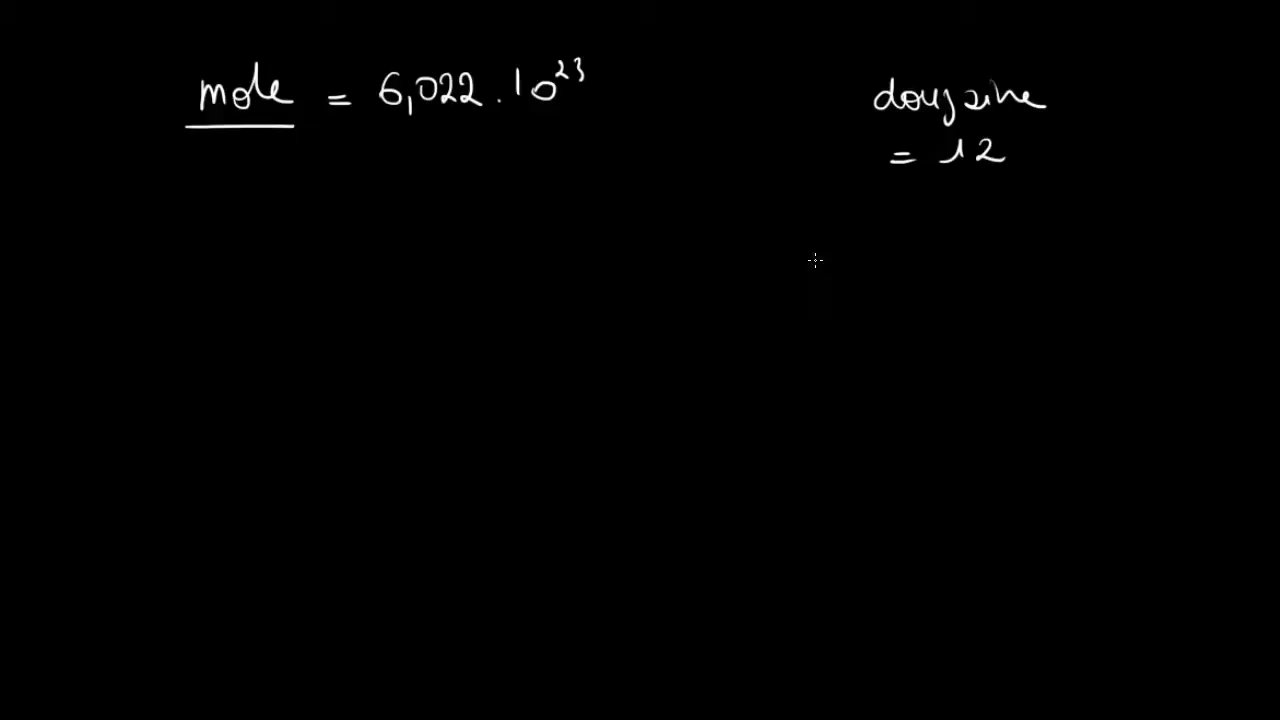 mole = 6,022 . 10²³
douzaine
= 12